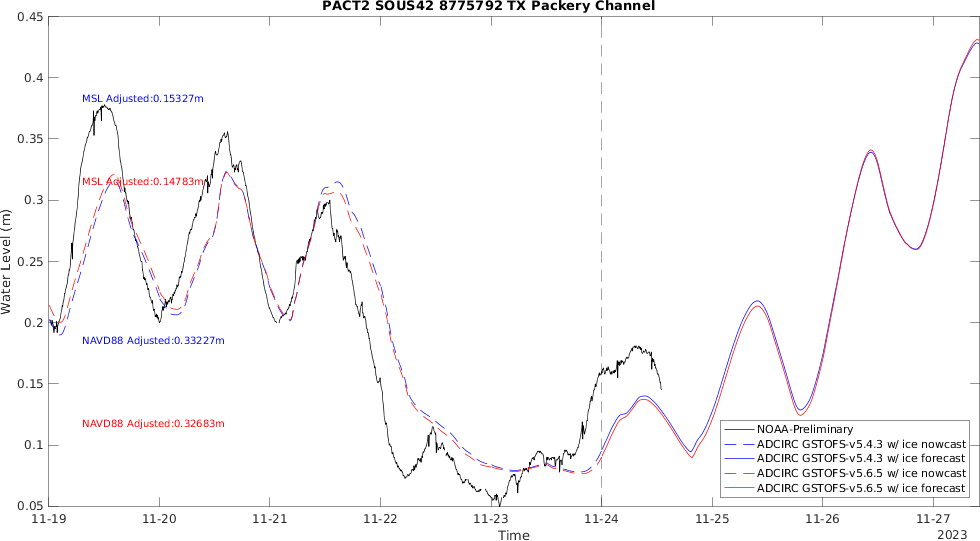 PACT2 SOUS42 8775792 TX Packery Channel
Water Level (m)
0.45
0.4
0.35
0.3
0.25
0.2
0.15
0.1
0.05
MSL Adjusted:0.15327m
MSL Adjusted:0.14783m
NAVD88 Adjusted:0.33227m
NAVD88 Adjusted:0.32683m
NOAA-Preliminary
ADCIRC GSTOFS-v5.4.3 w/ ice nowcast
ADCIRC GSTOFS-v5.4.3 w/ ice forecast
ADCIRC GSTOFS-v5.6.5 w/ ice nowcast
ADCIRC GSTOFS-v5.6.5 w/ ice forecast
11-19 11-20 11-21 11-22 11-23 11-24 11-25 11-26 11-27
Time
2023